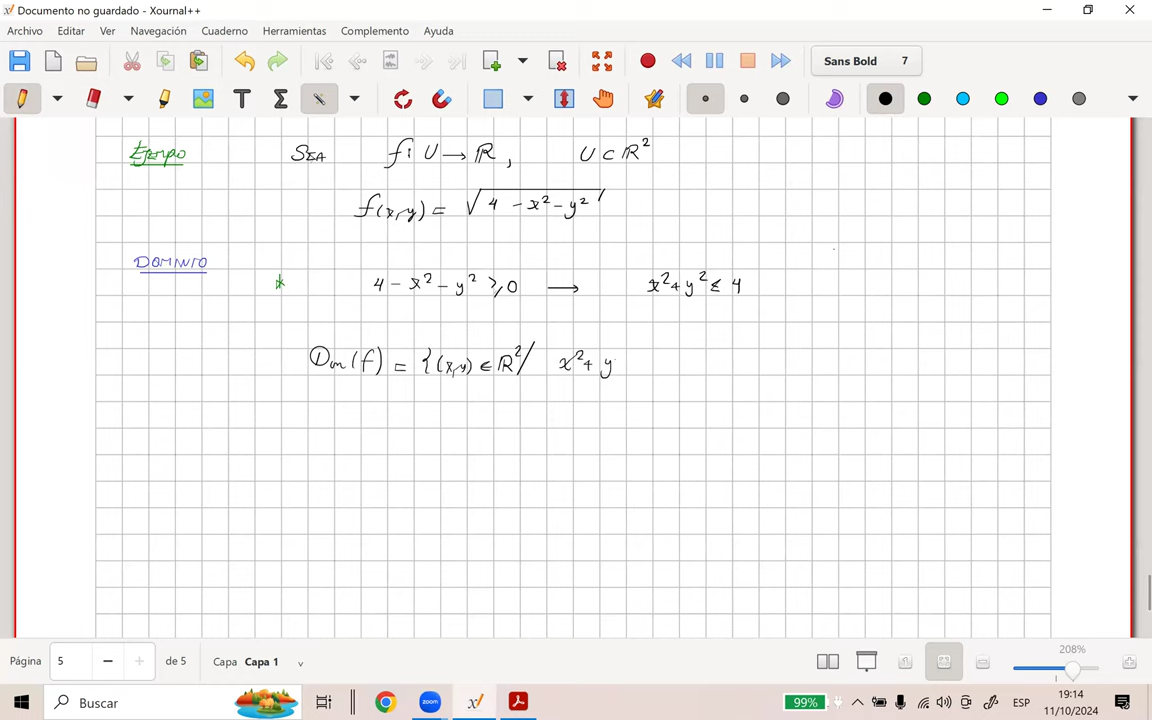 Documento no guardado - Xournal++
Archivo Editar Ver Navegación Cuaderno Herramientas Complemento Ayuda
Sans Bold 7
Ejempo SEA f: U → ℝ, U ⊂ ℝ²
f(x,y) = √4 - x² - y²
DOMINIO
* 4 - x² - y² ≥ 0 → x² + y² ≤ 4
Dom(f) = {(x,y) ∈ ℝ² / x² + y
Página 5 de 5 Capa Capa 1 208%
Buscar zoom 99% ESP 19:14
11/10/2024